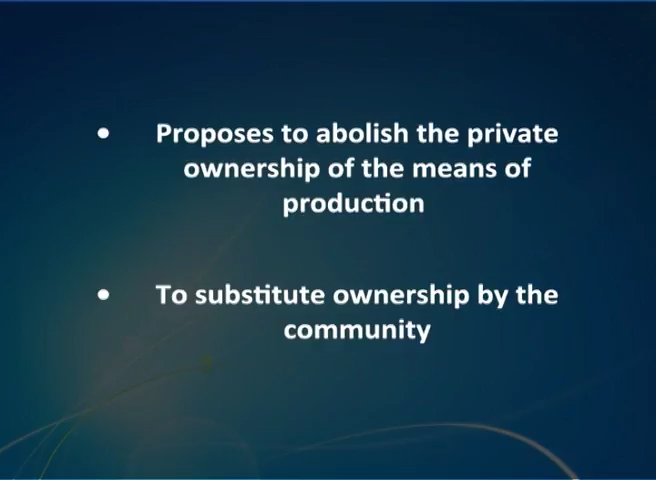 • Proposes to abolish the private
ownership of the means of
production
• To substitute ownership by the
community